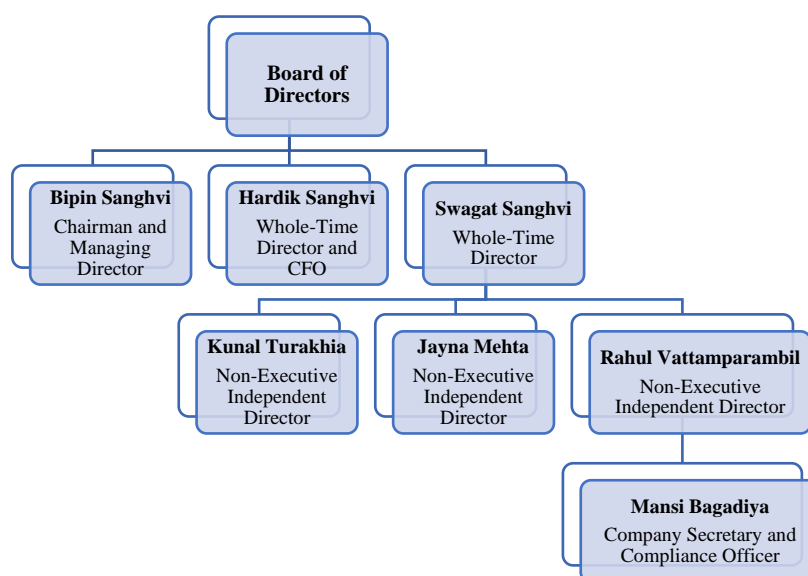 Board of
Directors
Bipin Sanghvi
Chairman and
Managing
Director
Hardik Sanghvi
Whole-Time
Director and
CFO
Swagat Sanghvi
Whole-Time
Director
Kunal Turakhia
Non-Executive
Independent
Director
Jayna Mehta
Non-Executive
Independent
Director
Rahul Vattamparambil
Non-Executive
Independent Director
Mansi Bagadiya
Company Secretary and
Compliance Officer